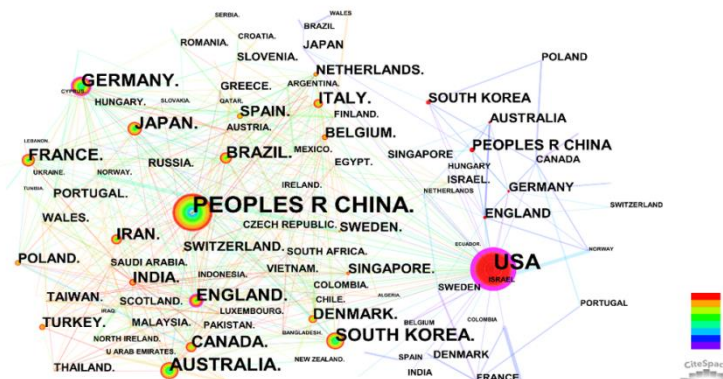 SERBIA.
WALES
BRAZIL
ROMANIA.
CROATIA.
JAPAN
SLOVENIA.
POLAND
NETHERLANDS.
GERMANY.
CYPRUS
GREECE.
ARGENTINA.
HUNGARY.
SLOVAKIA.
QATAR.
ITALY.
SOUTH KOREA
SPAIN.
FINLAND.
JAPAN.
AUSTRIA.
BELGIUM.
AUSTRALIA
LEBANON.
MEXICO.
PEOPLES R CHINA
FRANCE.
RUSSIA.
BRAZIL.
EGYPT.
SINGAPORE
CANADA
UKRAINE.
NORWAY.
HUNGARY
ISRAEL.
TUNISIA.
PORTUGAL.
IRELAND.
NETHERLANDS
GERMANY
PEOPLES R CHINA.
SWITZERLAND
WALES.
CZECH REPUBLIC.
SWEDEN.
ENGLAND
IRAN.
SWITZERLAND.
SOUTH AFRICA.
ECUADOR.
NORWAY
POLAND.
SAUDI ARABIA.
INDONESIA.
VIETNAM.
SINGAPORE.
USA
INDIA.
ISRAEL
COLOMBIA.
SWEDEN
TAIWAN.
SCOTLAND.
ENGLAND.
CHILE.
ALGERIA.
PORTUGAL
IRAQ.
LUXEMBOURG.
DENMARK.
TURKEY.
MALAYSIA.
PAKISTAN.
BANGLADESH.
BELGIUM
COLOMBIA
NORTH IRELAND.
SOUTH KOREA.
U ARAB EMIRATES.
CANADA.
NEW ZEALAND.
SPAIN
DENMARK
THAILAND.
AUSTRALIA.
INDIA
FRANCE
CiteSpac